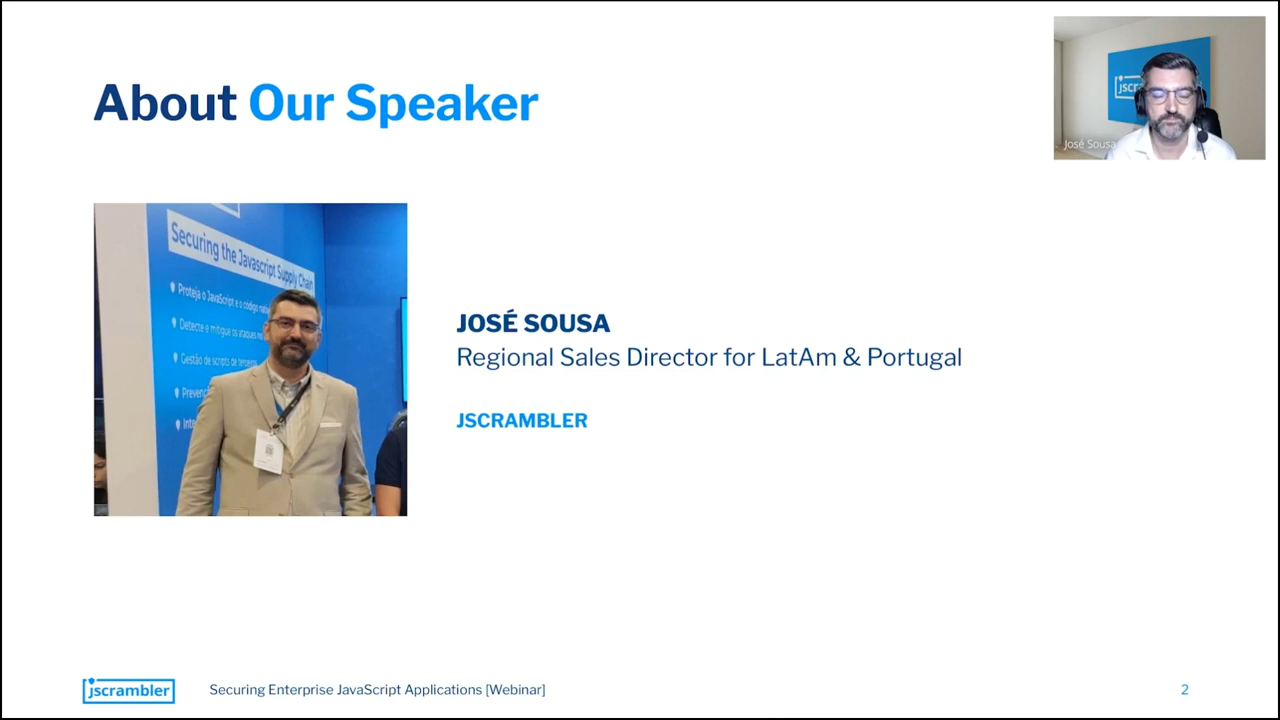 About Our Speaker
José Sousa
Securing the Javascript Supply Chain
Proteja o JavaScript e o código
Detecte e mitigue os ataques
Gestão de scripts de terceiros
JOSÉ SOUSA
Regional Sales Director for LatAm & Portugal
JSCRAMBLER
jscrambler
Securing Enterprise JavaScript Applications [Webinar]
2